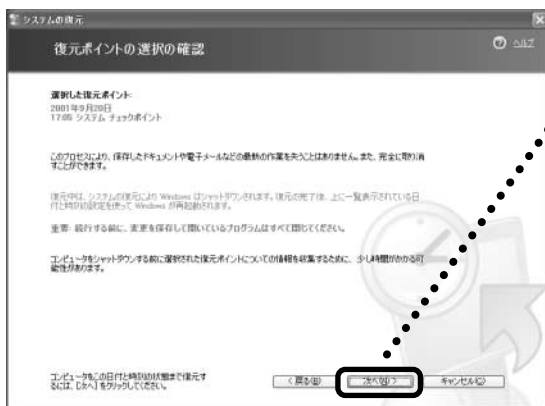 システムの復元
復元ポイントの選択の確認
ヘルプ
選択した復元ポイント:
2001年9月20日
17:05 システム チェックポイント
このプロセスにより、保存したドキュメントや電子メールなどの最新の作業を失うことはありません。また、完全に取り消
すことができます。
復元中は、システムの復元により Windows はシャットダウンされます。復元の完了後、上に一覧表示されている日
付と時刻の設定を使って Windows が再起動されます。
重要: 続行する前に、変更を保存して開いているプログラムはすべて閉じてください。
コンピュータをシャットダウンする前に選択された復元ポイントについての情報を収集するために、少し時間がかかる可
能性があります。
コンピュータをこの日付と時刻の状態まで復元す
るには、[次へ] をクリックしてください。
< 戻る(B)
次へ(N) >
キャンセル(C)